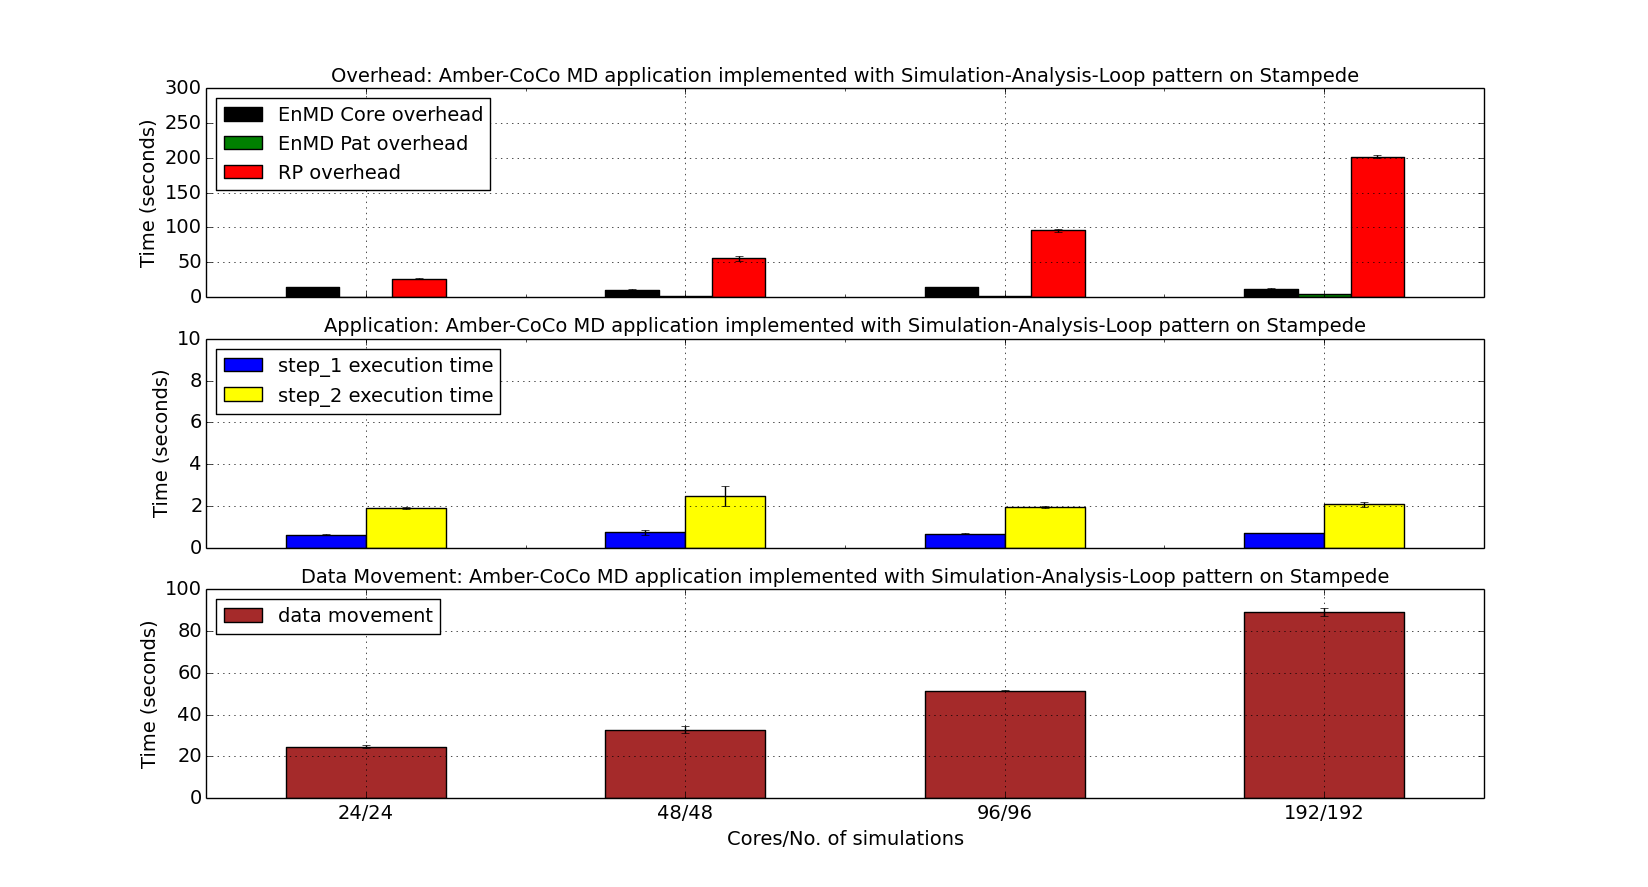 Overhead: Amber-CoCo MD application implemented with Simulation-Analysis-Loop pattern on Stampede
Time (seconds)
300
250
200
150
100
50
0
EnMD Core overhead
EnMD Pat overhead
RP overhead
Application: Amber-CoCo MD application implemented with Simulation-Analysis-Loop pattern on Stampede
Time (seconds)
10
8
6
4
2
0
step_1 execution time
step_2 execution time
Data Movement: Amber-CoCo MD application implemented with Simulation-Analysis-Loop pattern on Stampede
Time (seconds)
100
80
60
40
20
0
data movement
24/24 48/48 96/96 192/192
Cores/No. of simulations